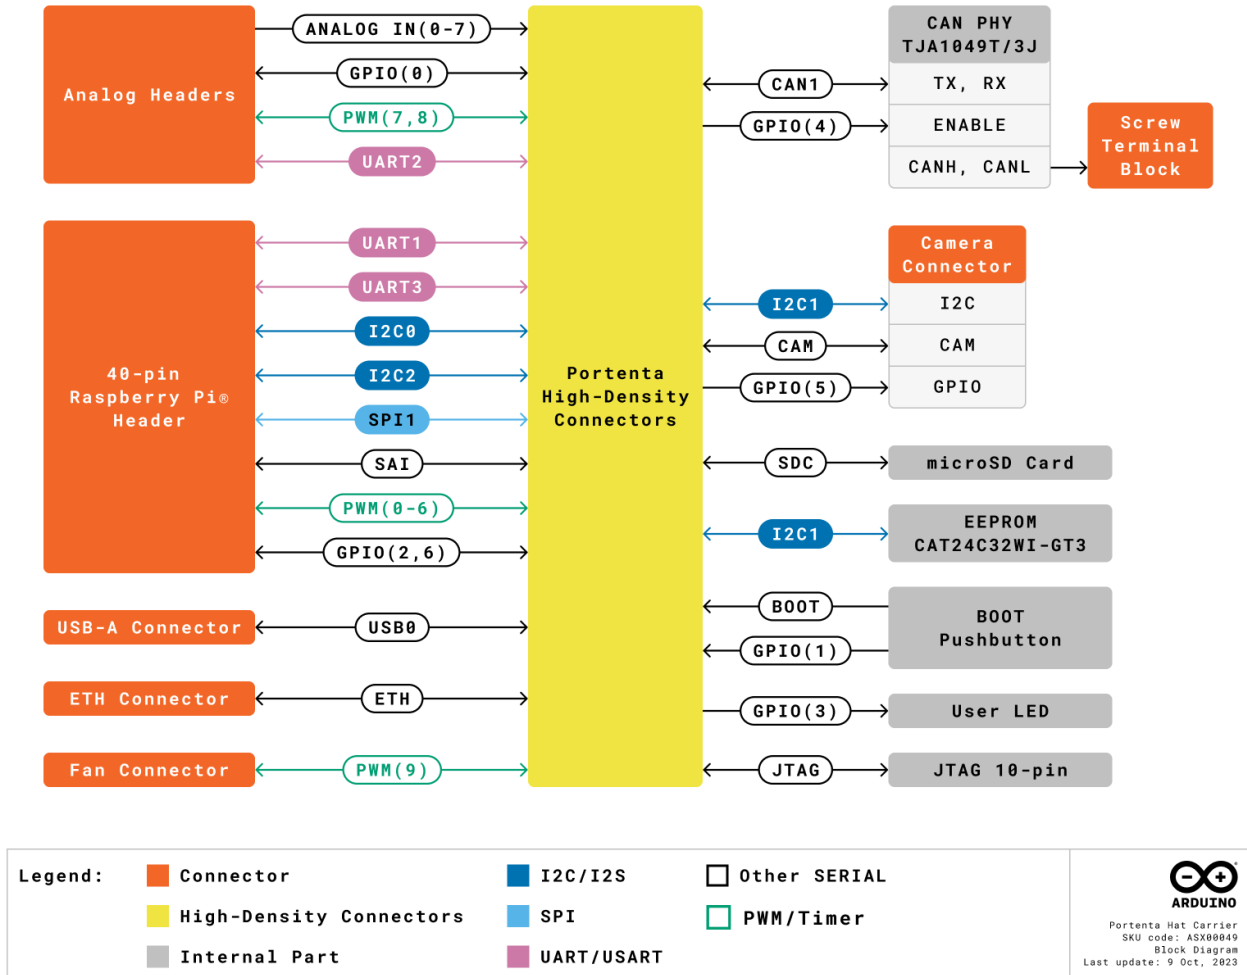 Analog Headers
ANALOG IN(0-7)
GPIO(0)
PWM(7,8)
UART2
40-pin
Raspberry Pi®
Header
UART1
UART3
I2C0
I2C2
SPI1
SAI
PWM(0-6)
GPIO(2,6)
USB-A Connector
USB0
ETH Connector
ETH
Fan Connector
PWM(9)
Portenta
High-Density
Connectors
CAN1
GPIO(4)
CAN PHY
TJA1049T/3J
TX, RX
ENABLE
CANH, CANL
Screw
Terminal
Block
I2C1
CAM
GPIO(5)
Camera
Connector
I2C
CAM
GPIO
SDC
microSD Card
I2C1
EEPROM
CAT24C32WI-GT3
BOOT
GPIO(1)
BOOT
Pushbutton
GPIO(3)
User LED
JTAG
JTAG 10-pin
Legend:
Connector
High-Density Connectors
Internal Part
I2C/I2S
SPI
UART/USART
Other SERIAL
PWM/Timer
ARDUINO
Portenta Hat Carrier
SKU code: ASX00049
Block Diagram
Last update: 9 Oct, 2023